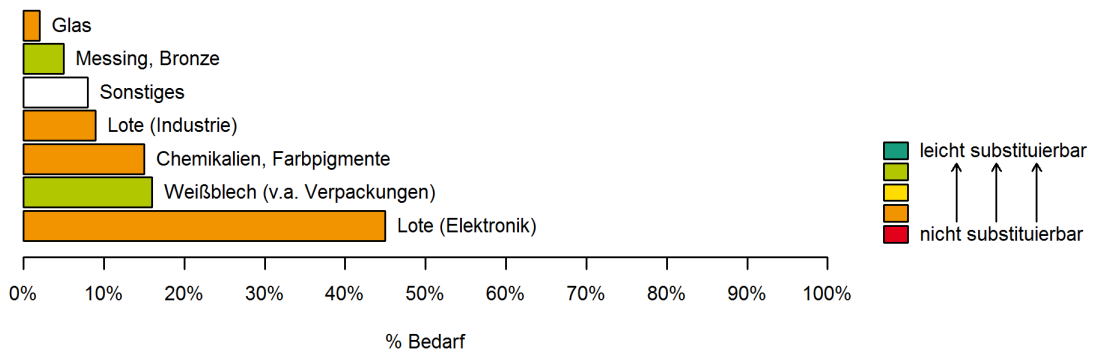 Glas
Messing, Bronze
Sonstiges
Lote (Industrie)
Chemikalien, Farbpigmente
Weißblech (v.a. Verpackungen)
Lote (Elektronik)
0% 10% 20% 30% 40% 50% 60% 70% 80% 90% 100%
% Bedarf
leicht substituierbar
nicht substituierbar